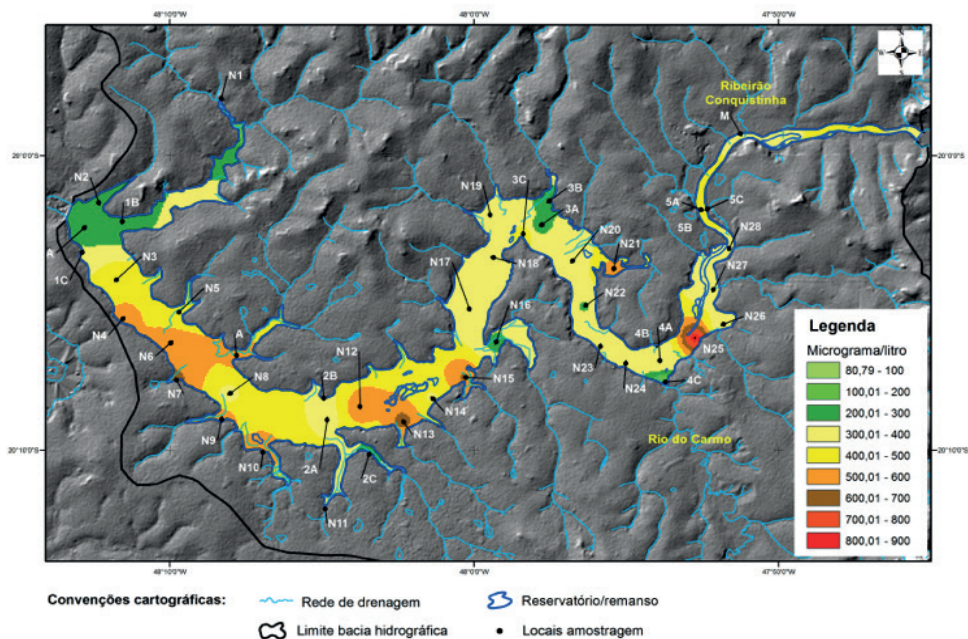 N1
Ribeirão
Conquistinha
M
20°0'0"S
20°0'0"S
N2
1B
A
1C
N3
N4
N5
N6
A
N7
N8
N9
N10
N11
N12
2B
2A
2C
N13
N14
N15
N16
N17
N18
N19
3C
3B
3A
N20
N21
N22
N23
N24
4B
4A
4C
N25
N26
N27
N28
5A
5C
5B
Rio do Carmo
20°10'0"S
20°10'0"S
48°10'0"W
48°0'0"W
47°50'0"W
48°10'0"W
48°0'0"W
47°50'0"W
Legenda
Micrograma/litro
80,79 - 100
100,01 - 200
200,01 - 300
300,01 - 400
400,01 - 500
500,01 - 600
600,01 - 700
700,01 - 800
800,01 - 900
Convenções cartográficas:
Rede de drenagem
Reservatório/remanso
Limite bacia hidrográfica
Locais amostragem